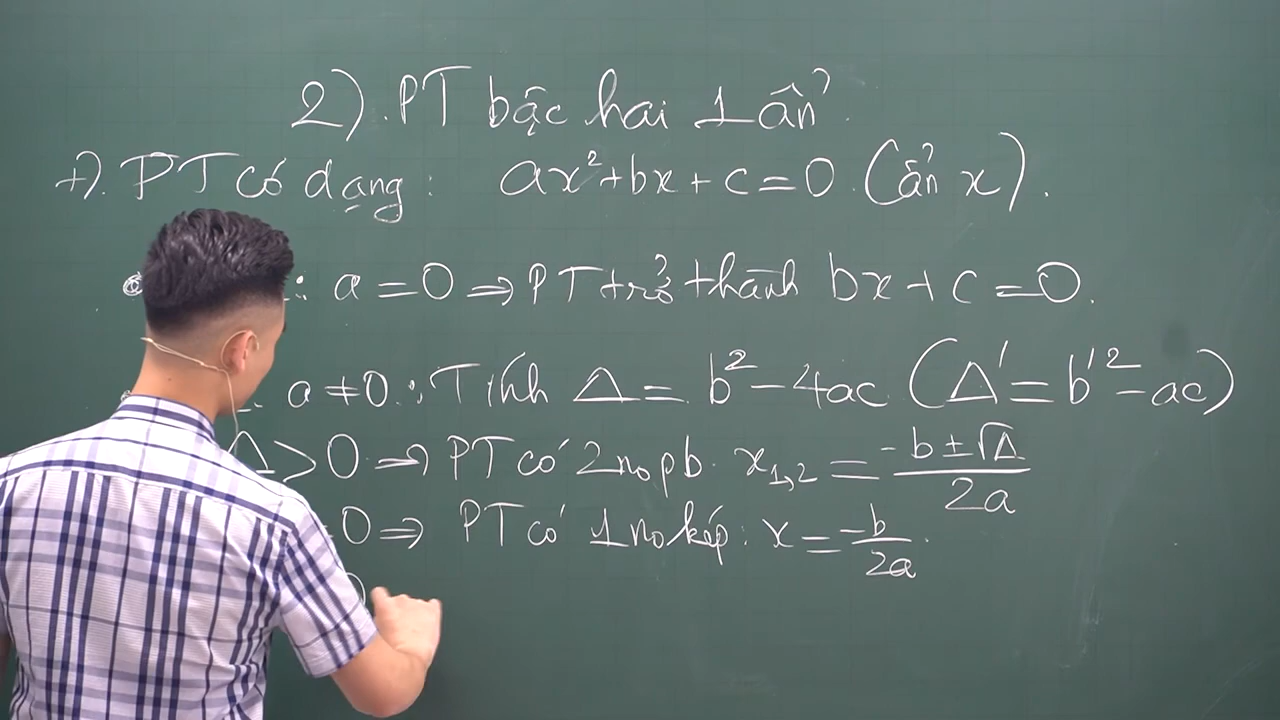 2). PT bậc hai 1 ẩn.
+). PT có dạng: ax²+bx+c=0. (ẩn x).
: a=0 ⇒ PT trở thành bx+c=0.
a≠0: Tính Δ = b²-4ac (Δ'=b'²-ac)
Δ>0 ⇒ PT có 2 no pb. x₁,₂ = (-b±√Δ)/(2a)
=0 ⇒ PT có 1 no kép: x = -b/(2a).